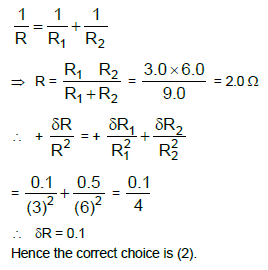 1/R = 1/R₁ + 1/R₂
⇒ R = R₁ R₂/R₁+R₂ = 3.0×6.0/9.0 = 2.0 Ω
∴ + δR/R² = + δR₁/R₁² + δR₂/R₂²
= 0.1/(3)² + 0.5/(6)² = 0.1/4
∴ δR = 0.1
Hence the correct choice is (2).